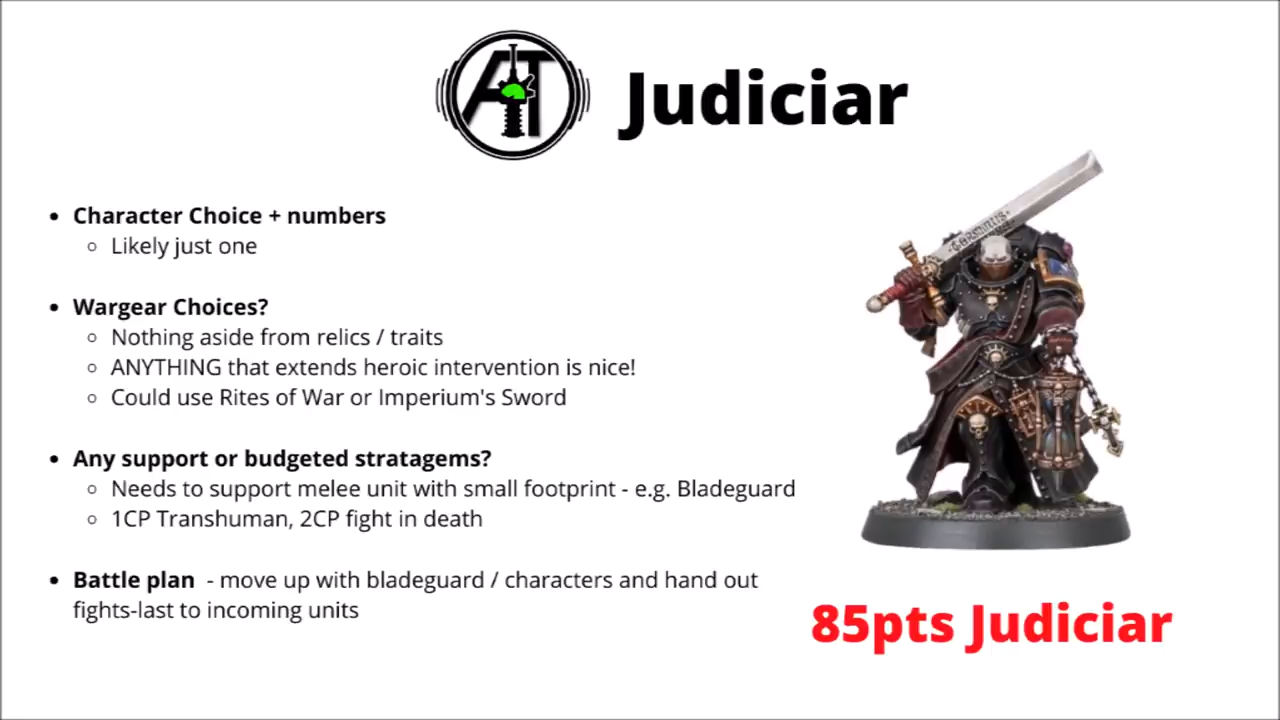 AT
Judiciar
• Character Choice + numbers
○ Likely just one
• Wargear Choices?
○ Nothing aside from relics / traits
○ ANYTHING that extends heroic intervention is nice!
○ Could use Rites of War or Imperium's Sword
• Any support or budgeted stratagems?
○ Needs to support melee unit with small footprint - e.g. Bladeguard
○ 1CP Transhuman, 2CP fight in death
• Battle plan - move up with bladeguard / characters and hand out
fights-last to incoming units
85pts Judiciar